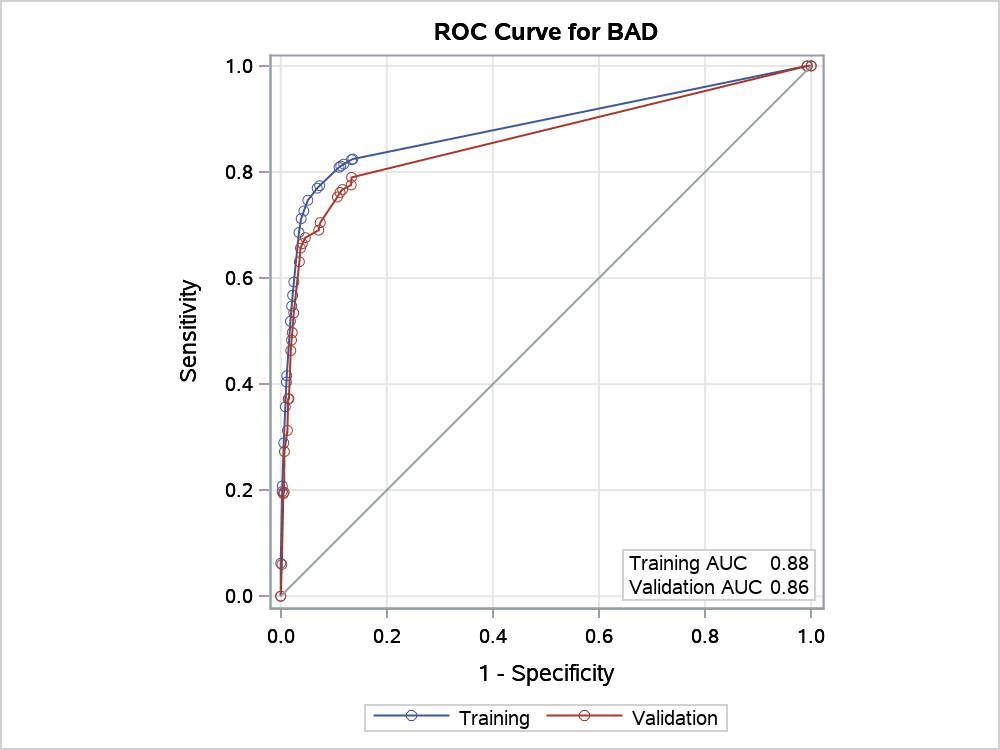 ROC Curve for BAD
1.0
0.8
0.6
0.4
0.2
0.0
Sensitivity
Training AUC 0.88
Validation AUC 0.86
0.0 0.2 0.4 0.6 0.8 1.0
1 - Specificity
Training Validation